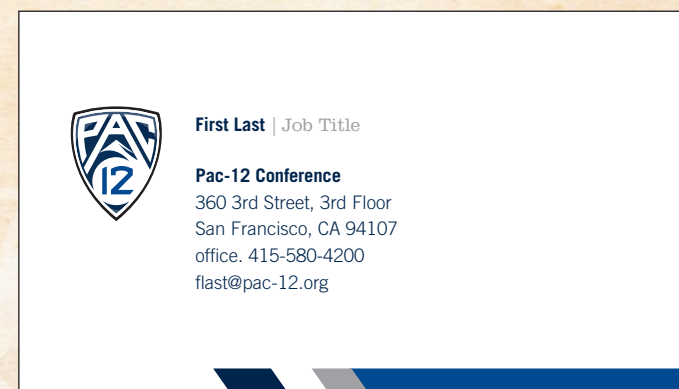 PAC
12
First Last | Job Title
Pac-12 Conference
360 3rd Street, 3rd Floor
San Francisco, CA 94107
office. 415-580-4200
flast@pac-12.org